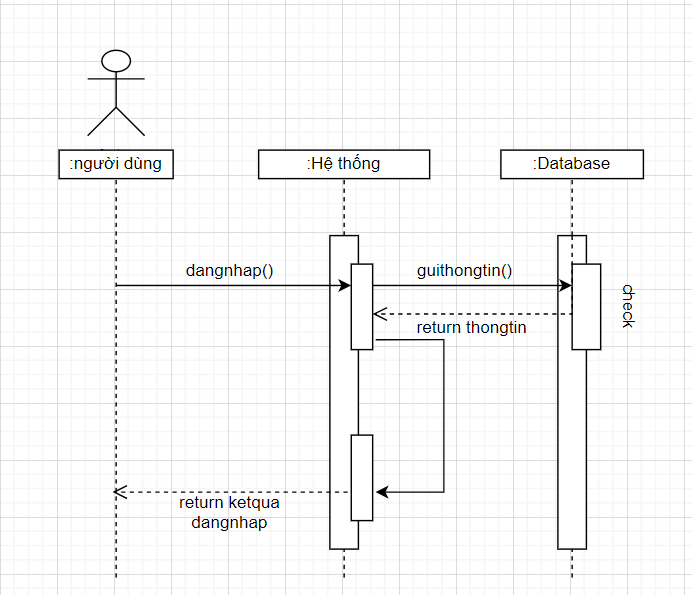 :người dùng
:Hệ thống
:Database
dangnhap()
guithongtin()
check
return thongtin
return ketqua
dangnhap